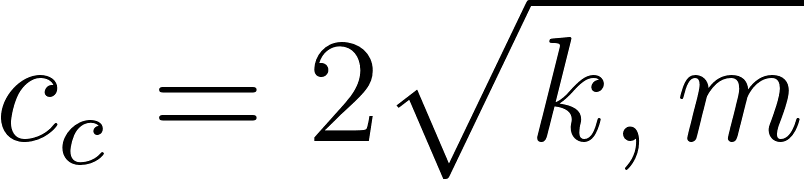 c_c = 2√(k, m)